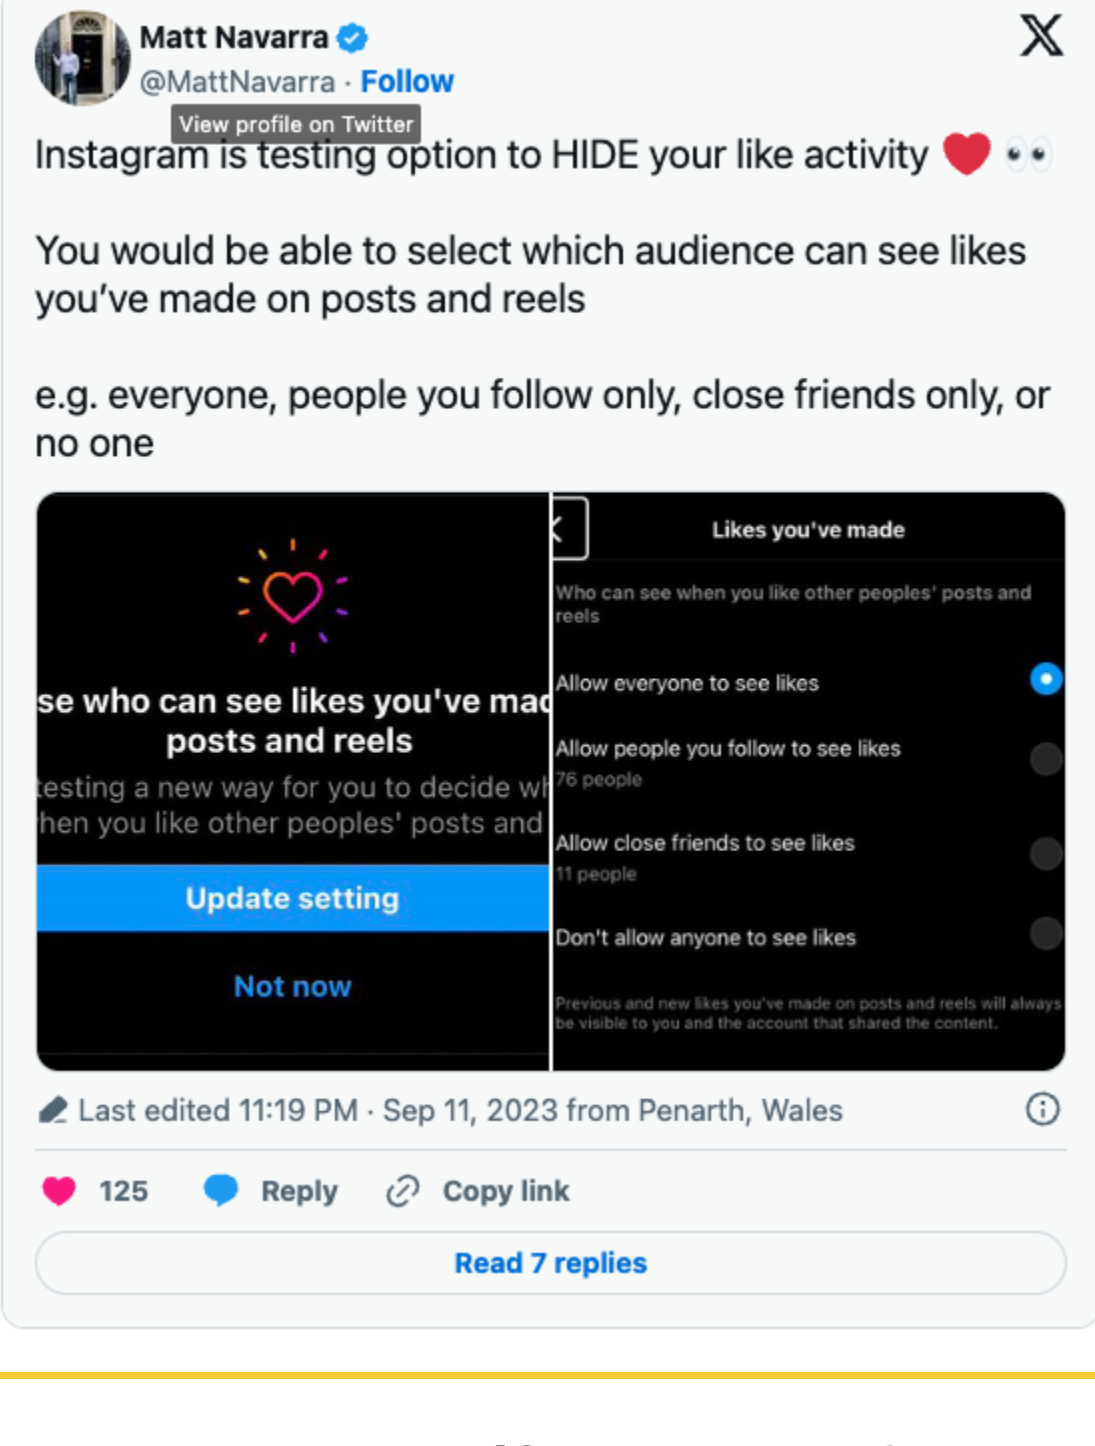 Matt Navarra
@MattNavarra · Follow
View profile on Twitter
Instagram is testing option to HIDE your like activity ❤️ 👀
You would be able to select which audience can see likes
you’ve made on posts and reels
e.g. everyone, people you follow only, close friends only, or
no one
se who can see likes you've mad
posts and reels
testing a new way for you to decide wh
hen you like other peoples' posts and
Update setting
Not now
Likes you've made
Who can see when you like other peoples' posts and
reels
Allow everyone to see likes
Allow people you follow to see likes
76 people
Allow close friends to see likes
11 people
Don't allow anyone to see likes
Previous and new likes you've made on posts and reels will always
be visible to you and the account that shared the content.
Last edited 11:19 PM · Sep 11, 2023 from Penarth, Wales
125 Reply Copy link
Read 7 replies